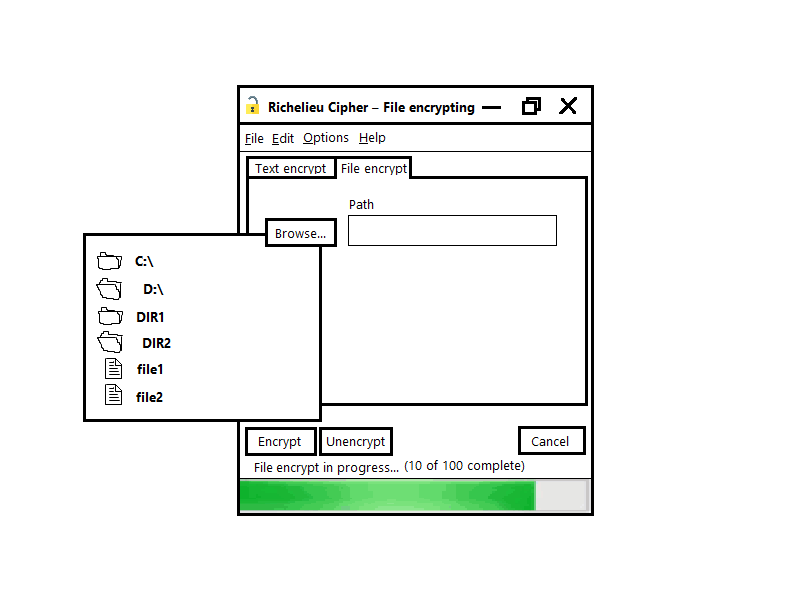 Richelieu Cipher – File encrypting
File Edit Options Help
Text encrypt File encrypt
Path
Browse...
C:\
D:\
DIR1
DIR2
file1
file2
Encrypt Unencrypt Cancel
File encrypt in progress... (10 of 100 complete)